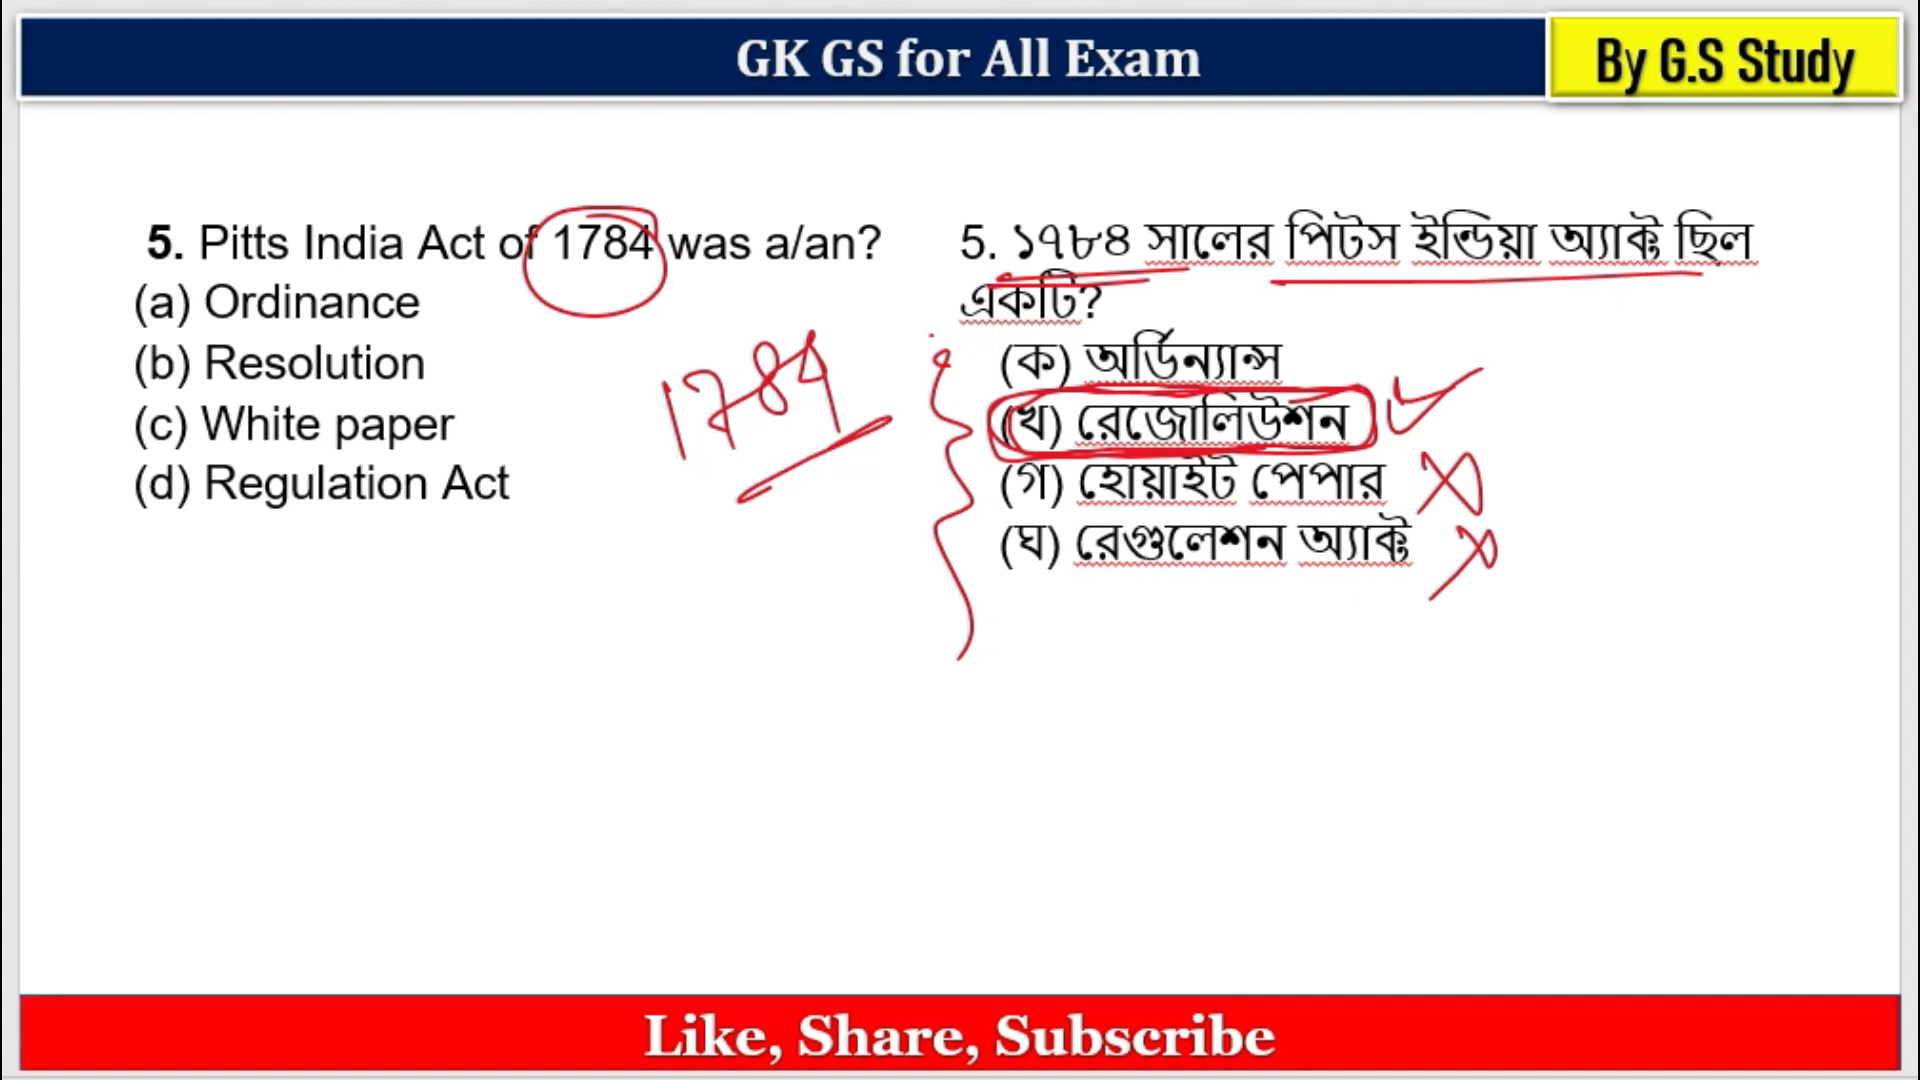 GK GS for All Exam
By G.S Study
5. Pitts India Act of 1784 was a/an?
(a) Ordinance
(b) Resolution
(c) White paper
(d) Regulation Act
1784
5. ১৭৮৪ সালের পিটস ইন্ডিয়া অ্যাক্ট ছিল
একটি?
(ক) অর্ডিন্যান্স
(খ) রেজোলিউশন
(গ) হোয়াইট পেপার
(ঘ) রেগুলেশন অ্যাক্ট
Like, Share, Subscribe